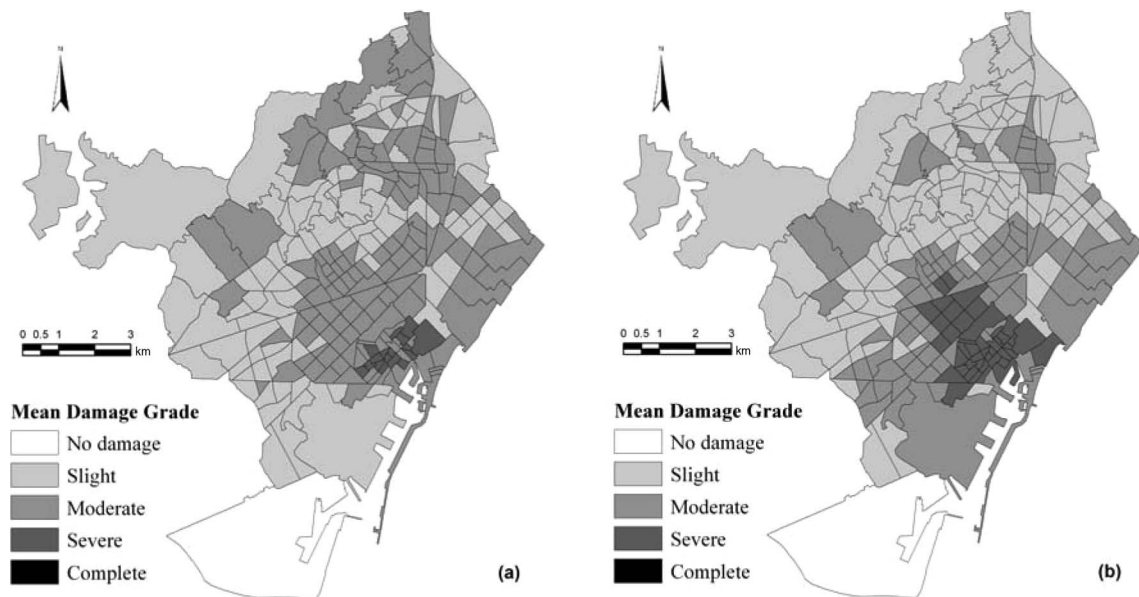 N
0 0.5 1 2 3
km
Mean Damage Grade
No damage
Slight
Moderate
Severe
Complete
(a)
N
0 0.5 1 2 3
km
Mean Damage Grade
No damage
Slight
Moderate
Severe
Complete
(b)